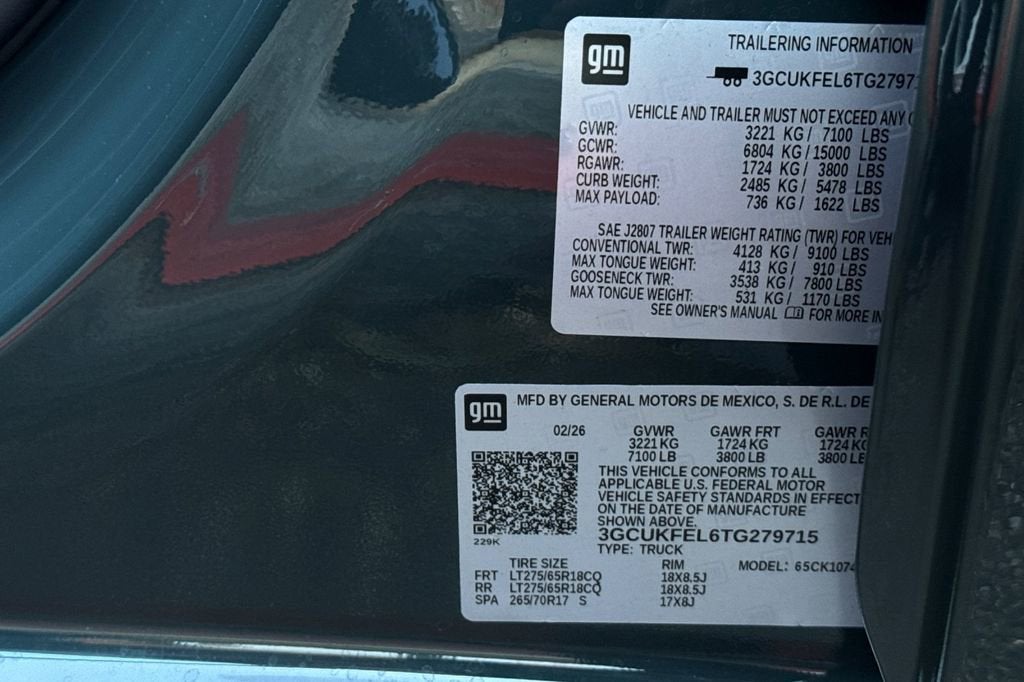 gm
TRAILERING INFORMATION
3GCUKFEL6TG27971
VEHICLE AND TRAILER MUST NOT EXCEED ANY
GVWR: 3221 KG / 7100 LBS
GCWR: 6804 KG / 15000 LBS
RGAWR: 1724 KG / 3800 LBS
CURB WEIGHT: 2485 KG / 5478 LBS
MAX PAYLOAD: 736 KG / 1622 LBS
SAE J2807 TRAILER WEIGHT RATING (TWR) FOR VEH
CONVENTIONAL TWR: 4128 KG / 9100 LBS
MAX TONGUE WEIGHT: 413 KG / 910 LBS
GOOSENECK TWR: 3538 KG / 7800 LBS
MAX TONGUE WEIGHT: 531 KG / 1170 LBS
SEE OWNER'S MANUAL FOR MORE IN
gm
MFD BY GENERAL MOTORS DE MEXICO, S. DE R.L. DE
02/26 GVWR GAWR FRT GAWR R
3221 KG 1724 KG 1724 KG
7100 LB 3800 LB 3800 LB
THIS VEHICLE CONFORMS TO ALL
APPLICABLE U.S. FEDERAL MOTOR
VEHICLE SAFETY STANDARDS IN EFFECT
ON THE DATE OF MANUFACTURE
SHOWN ABOVE.
3GCUKFEL6TG279715
229K
TYPE: TRUCK
TIRE SIZE RIM MODEL: 65CK1074
FRT LT275/65R18CQ 18X8.5J
RR LT275/65R18CQ 18X8.5J
SPA 265/70R17 S 17X8J